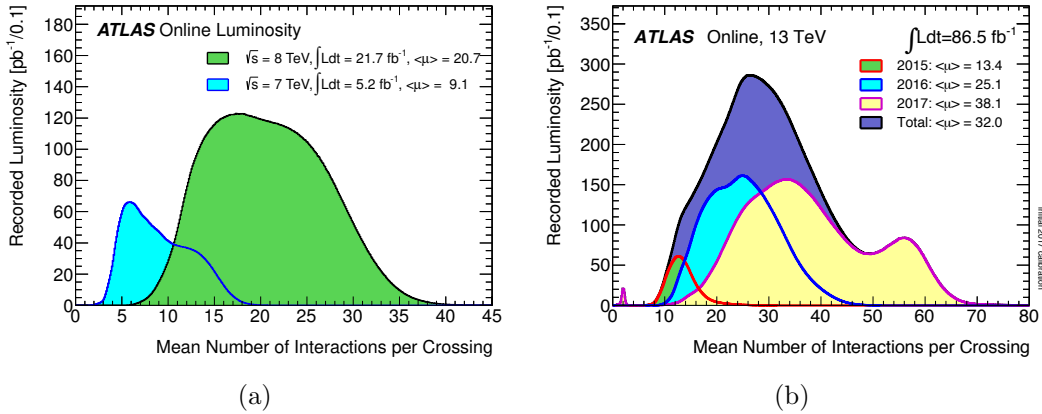 ATLAS Online Luminosity
√s = 8 TeV, ∫Ldt = 21.7 fb⁻¹, <μ> = 20.7
√s = 7 TeV, ∫Ldt = 5.2 fb⁻¹, <μ> = 9.1
Recorded Luminosity [pb⁻¹/0.1]
180
160
140
120
100
80
60
40
20
0
0 5 10 15 20 25 30 35 40 45
Mean Number of Interactions per Crossing
(a)
ATLAS Online, 13 TeV ∫Ldt=86.5 fb⁻¹
2015: <μ> = 13.4
2016: <μ> = 25.1
2017: <μ> = 38.1
Total: <μ> = 32.0
Recorded Luminosity [pb⁻¹/0.1]
350
300
250
200
150
100
50
0
0 10 20 30 40 50 60 70 80
Mean Number of Interactions per Crossing
Initial 2017 calibration
(b)